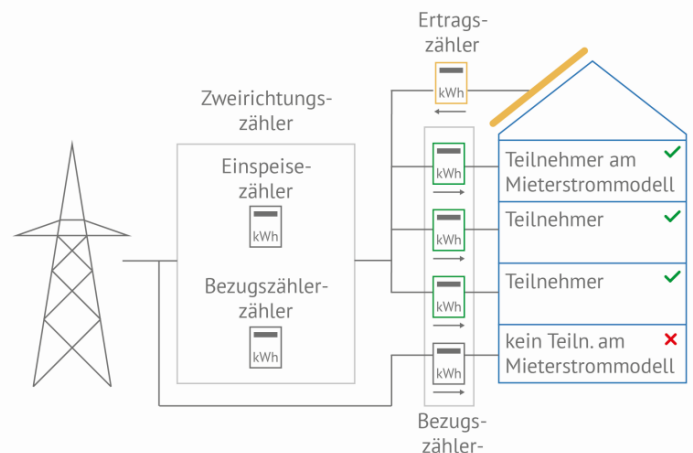 Ertrags-
zähler
kWh
Zweirichtungs-
zähler
Einspeise-
zähler
kWh
Bezugszähler-
zähler
kWh
kWh
kWh
kWh
kWh
Bezugs-
zähler-
Teilnehmer am
Mieterstrommodell
Teilnehmer
Teilnehmer
kein Teiln. am
Mieterstrommodell